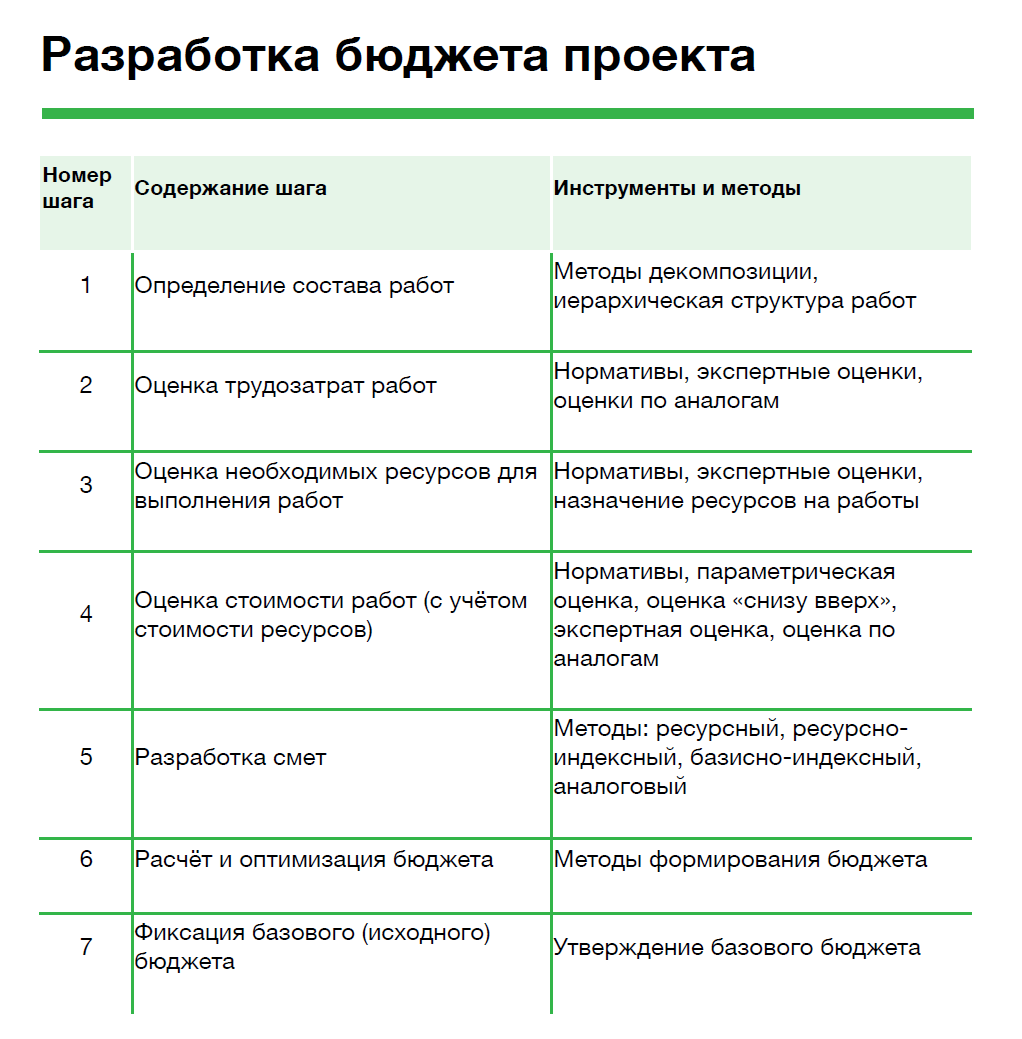 Разработка бюджета проекта
Номер
шага
Содержание шага
Инструменты и методы
1
Определение состава работ
Методы декомпозиции,
иерархическая структура работ
2
Оценка трудозатрат работ
Нормативы, экспертные оценки,
оценки по аналогам
3
Оценка необходимых ресурсов для
выполнения работ
Нормативы, экспертные оценки,
назначение ресурсов на работы
4
Оценка стоимости работ (с учётом
стоимости ресурсов)
Нормативы, параметрическая
оценка, оценка «снизу вверх»,
экспертная оценка, оценка по
аналогам
5
Разработка смет
Методы: ресурсный, ресурсно-
индексный, базисно-индексный,
аналоговый
6
Расчёт и оптимизация бюджета
Методы формирования бюджета
7
Фиксация базового (исходного)
бюджета
Утверждение базового бюджета